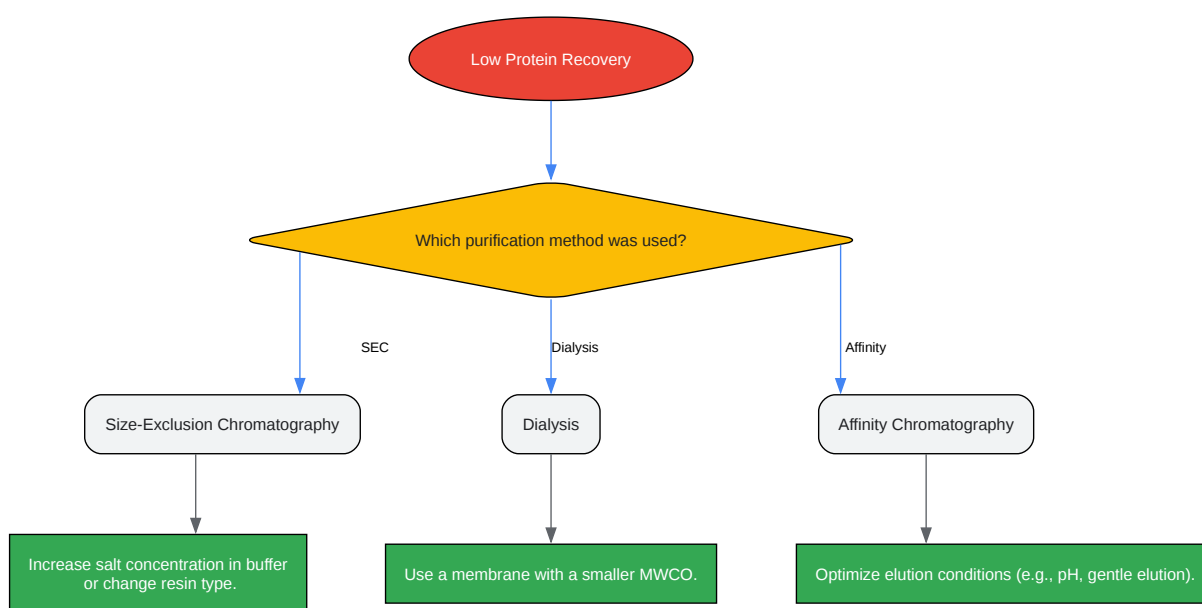 Low Protein Recovery
Which purification method was used?
SEC
Dialysis
Affinity
Size-Exclusion Chromatography
Dialysis
Affinity Chromatography
Increase salt concentration in buffer
or change resin type.
Use a membrane with a smaller MWCO.
Optimize elution conditions (e.g., pH, gentle elution).